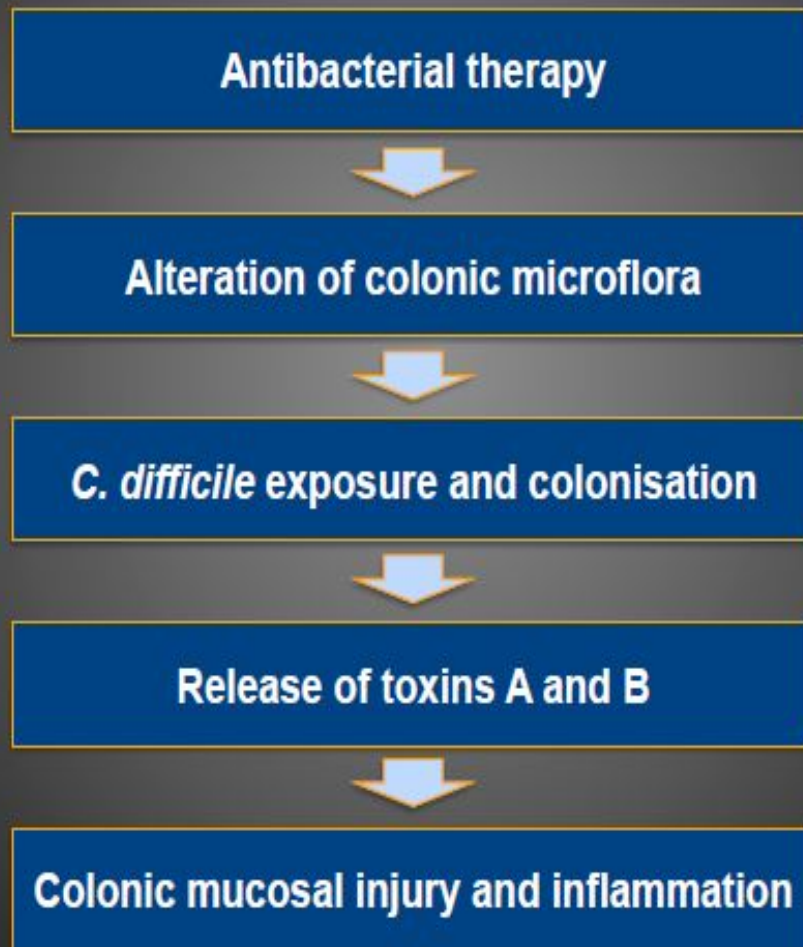 Antibacterial therapy
Alteration of colonic microflora
C. difficile exposure and colonisation
Release of toxins A and B
Colonic mucosal injury and inflammation